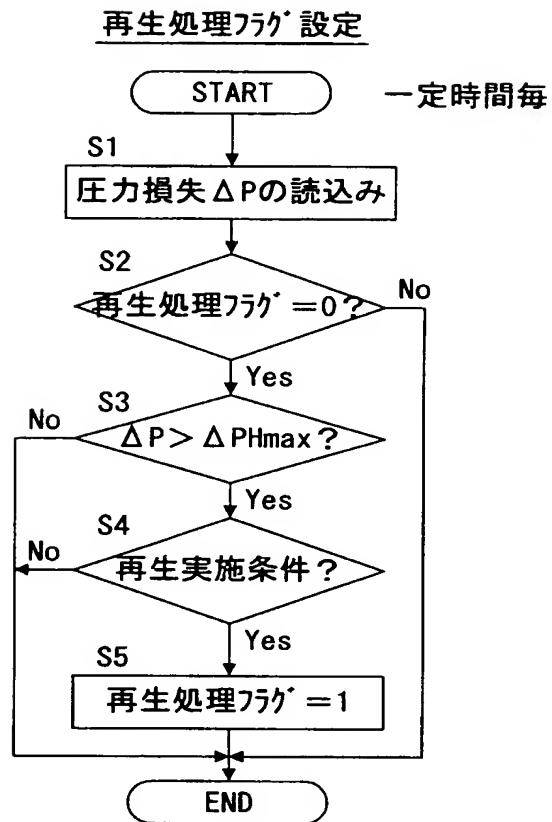 再生処理ﾌﾗｸﾞ設定
START
一定時間毎
S1
圧力損失ΔPの読込み
S2
再生処理ﾌﾗｸﾞ=0?
No
Yes
S3
No
ΔP>ΔPHmax?
Yes
S4
No
再生実施条件?
Yes
S5
再生処理ﾌﾗｸﾞ=1
END